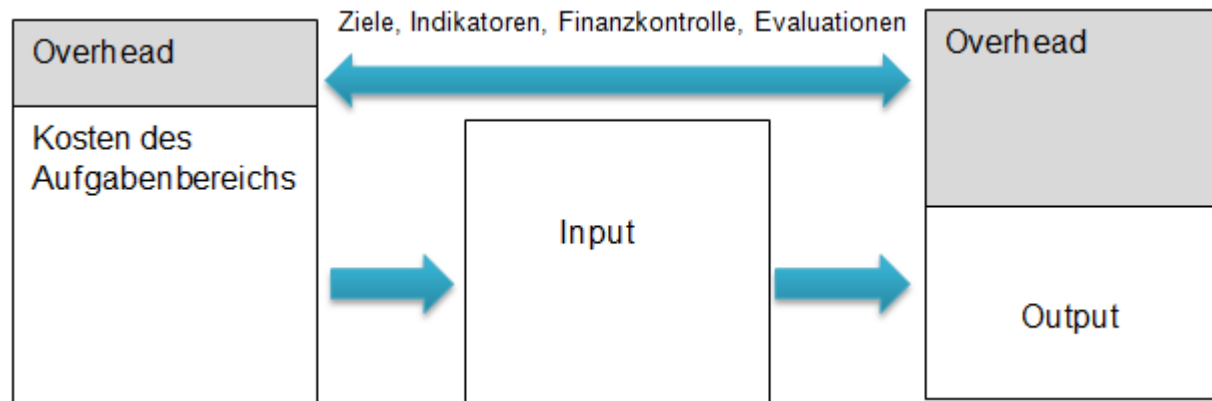 Ziele, Indikatoren, Finanzkontrolle, Evaluationen
Overhead
Kosten des
Aufgabenbereichs
Input
Overhead
Output